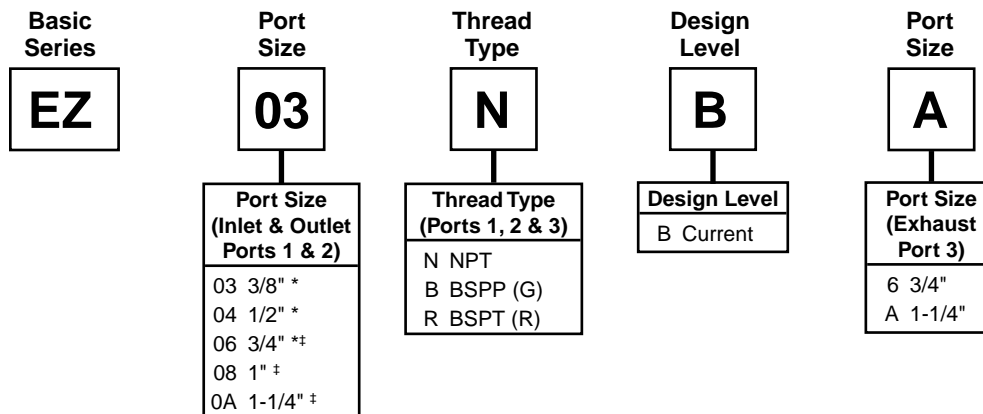 Basic
Series
Port
Size
Thread
Type
Design
Level
Port
Size
EZ
03
N
B
A
Port Size
(Inlet & Outlet
Ports 1 & 2)
03 3/8" *
04 1/2" *
06 3/4" *‡
08 1" ‡
0A 1-1/4" ‡
Thread Type
(Ports 1, 2 & 3)
N NPT
B BSPP (G)
R BSPT (R)
Design Level
B Current
Port Size
(Exhaust
Port 3)
6 3/4"
A 1-1/4"